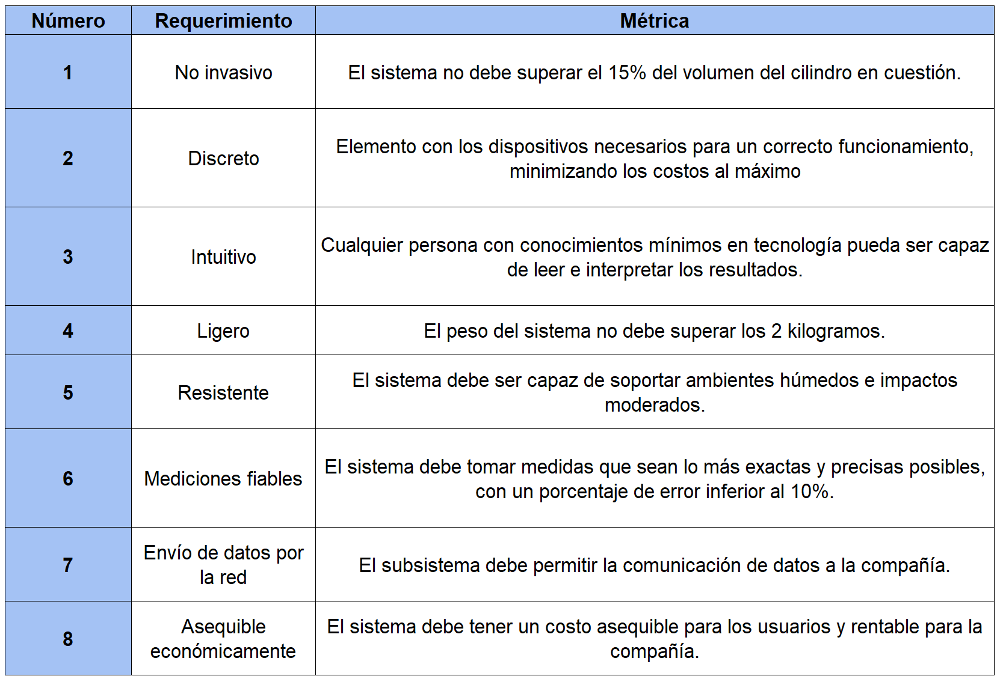 Número Requerimiento Métrica
1 No invasivo El sistema no debe superar el 15% del volumen del cilindro en cuestión.
2 Discreto Elemento con los dispositivos necesarios para un correcto funcionamiento,
minimizando los costos al máximo
3 Intuitivo Cualquier persona con conocimientos mínimos en tecnología pueda ser capaz
de leer e interpretar los resultados.
4 Ligero El peso del sistema no debe superar los 2 kilogramos.
5 Resistente El sistema debe ser capaz de soportar ambientes húmedos e impactos
moderados.
6 Mediciones fiables El sistema debe tomar medidas que sean lo más exactas y precisas posibles,
con un porcentaje de error inferior al 10%.
7 Envío de datos por
la red
El subsistema debe permitir la comunicación de datos a la compañía.
8 Asequible
económicamente
El sistema debe tener un costo asequible para los usuarios y rentable para la
compañía.